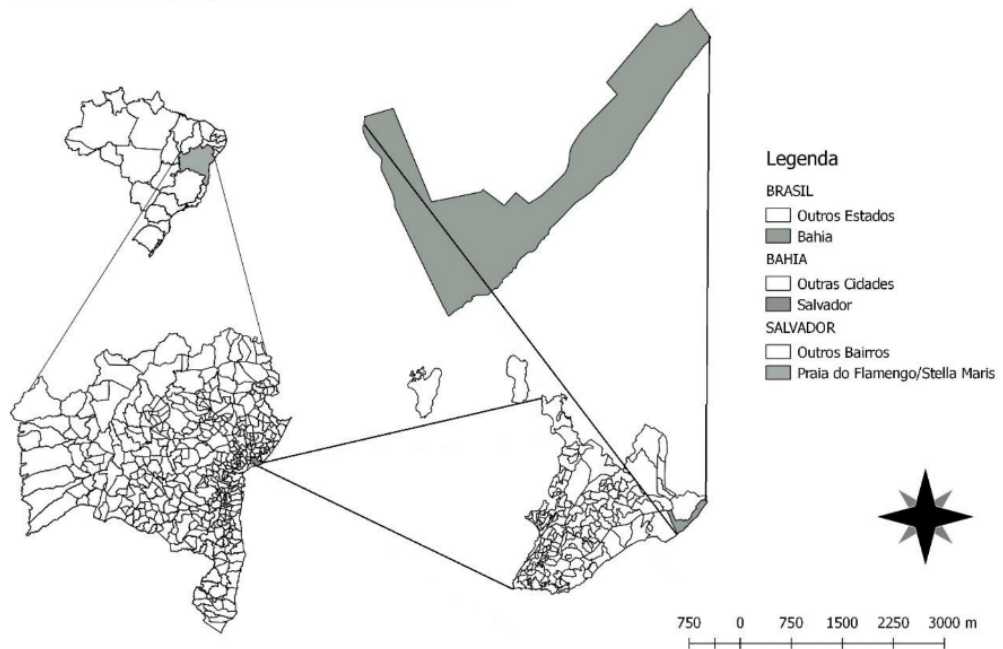 Legenda
BRASIL
Outros Estados
Bahia
BAHIA
Outras Cidades
Salvador
SALVADOR
Outros Bairros
Praia do Flamengo/Stella Maris
750 0 750 1500 2250 3000 m